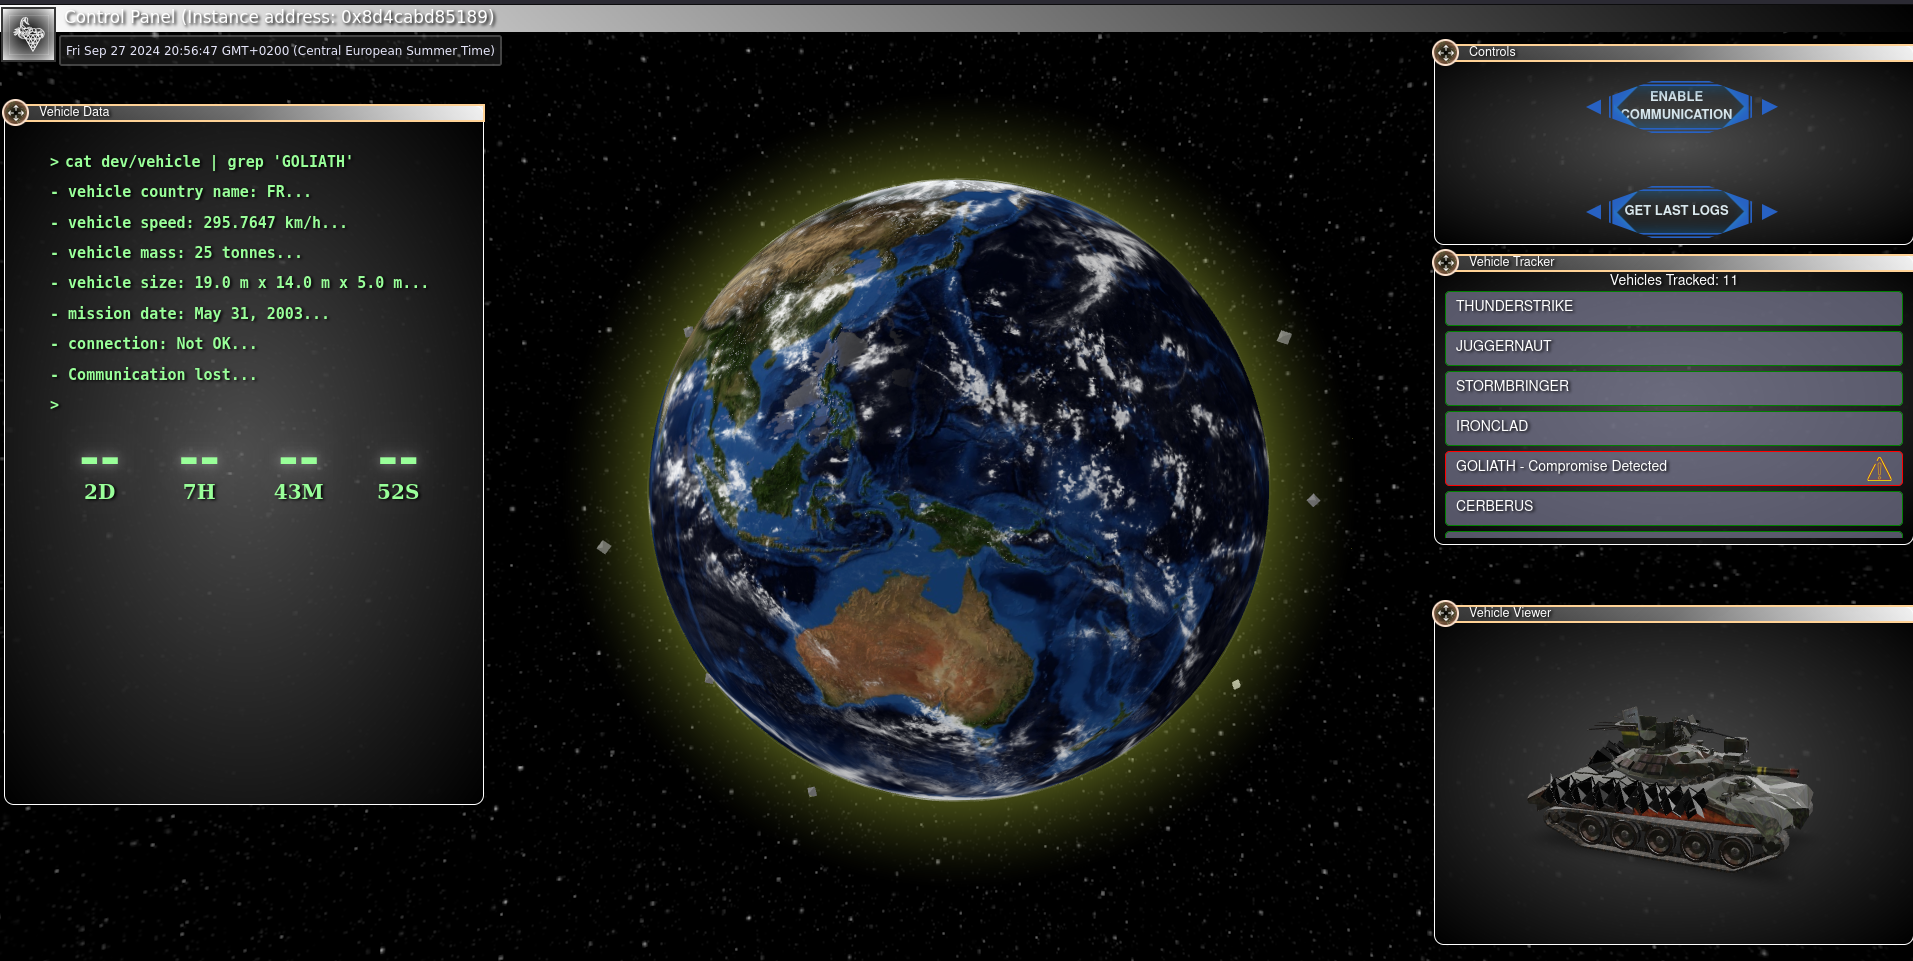 Control Panel (Instance address: 0x8d4cabd85189)
Fri Sep 27 2024 20:56:47 GMT+0200 (Central European Summer Time)
Vehicle Data
> cat dev/vehicle | grep 'GOLIATH'
- vehicle country name: FR...
- vehicle speed: 295.7647 km/h...
- vehicle mass: 25 tonnes...
- vehicle size: 19.0 m x 14.0 m x 5.0 m...
- mission date: May 31, 2003...
- connection: Not OK...
- Communication lost...
>
-- -- -- --
2D 7H 43M 52S
Controls
ENABLE
COMMUNICATION
GET LAST LOGS
Vehicle Tracker
Vehicles Tracked: 11
THUNDERSTRIKE
JUGGERNAUT
STORMBRINGER
IRONCLAD
GOLIATH - Compromise Detected
CERBERUS
Vehicle Viewer